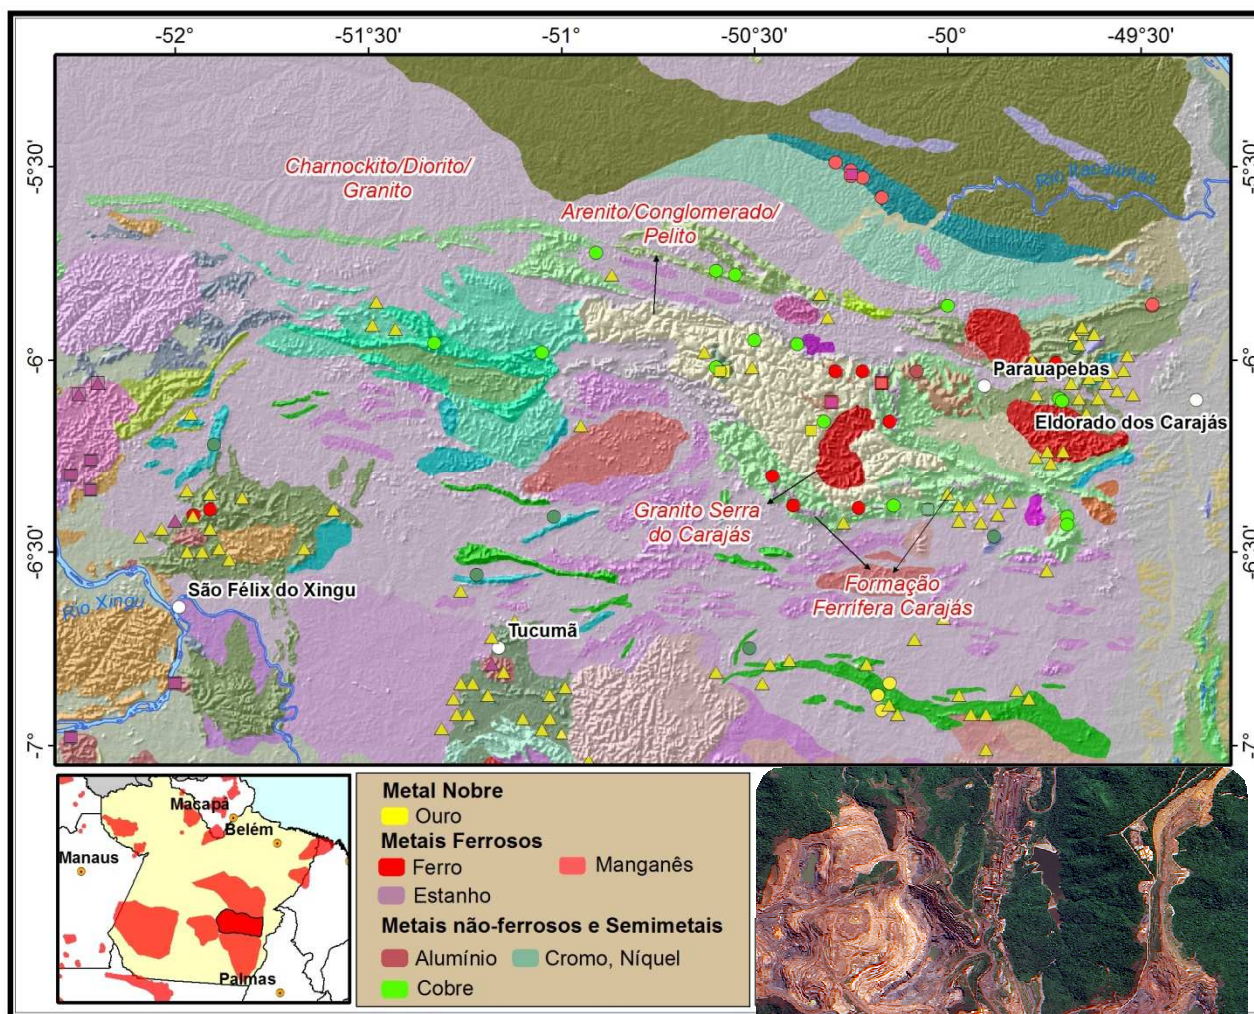 -52° -51°30' -51° -50°30' -50° -49°30'
-5°30' -5°30'
Charnockito/Diorito/
Granito
Rio Itacaiúnas
Arenito/Conglomerado/
Pelito
-6° -6°
Parauapebas
Eldorado dos Carajás
Granito Serra
do Carajás
-6°30' -6°30'
Formação
Ferrífera Carajás
São Félix do Xingu
Rio Xingu
Tucumã
-7° -7°
Macapá
Belém
Manaus
Palmas
Metal Nobre
Ouro
Metais Ferrosos
Ferro Manganês
Estanho
Metais não-ferrosos e Semimetais
Alumínio Cromo, Níquel
Cobre